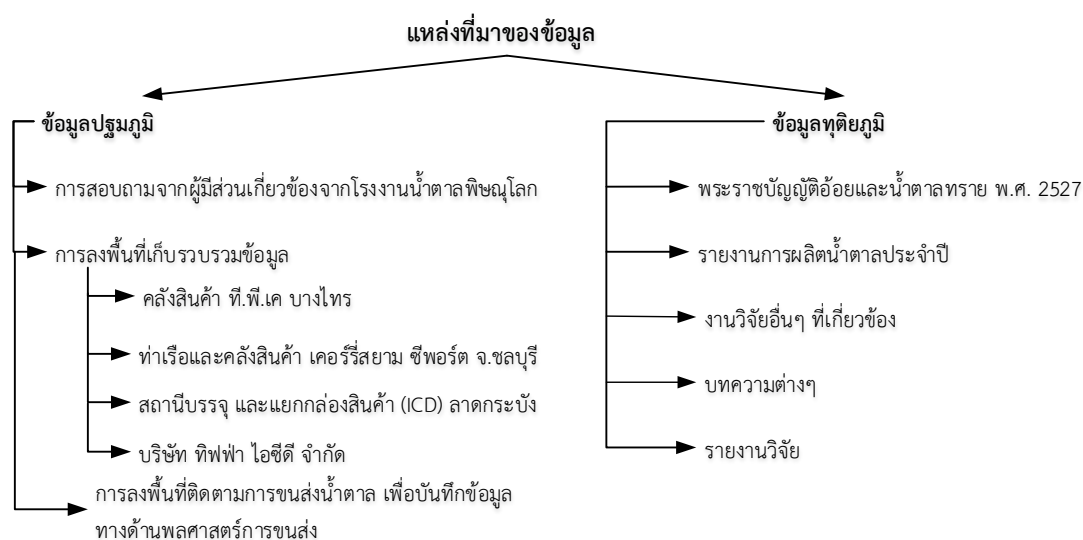 แหล่งที่มาของข้อมูล
ข้อมูลปฐมภูมิ
การสอบถามจากผู้มีส่วนเกี่ยวข้องจากโรงงานน้ำตาลพิษณุโลก
การลงพื้นที่เก็บรวบรวมข้อมูล
คลังสินค้า ที.พี.เค บางไทร
ท่าเรือและคลังสินค้า เคอร์รี่สยาม ซีพอร์ต จ.ชลบุรี
สถานีบรรจุ และแยกกล่องสินค้า (ICD) ลาดกระบัง
บริษัท ทิฟฟ่า ไอซีดี จำกัด
การลงพื้นที่ติดตามการขนส่งน้ำตาล เพื่อบันทึกข้อมูล
ทางด้านพลศาสตร์การขนส่ง
ข้อมูลทุติยภูมิ
พระราชบัญญัติอ้อยและน้ำตาลทราย พ.ศ. 2527
รายงานการผลิตน้ำตาลประจำปี
งานวิจัยอื่นๆ ที่เกี่ยวข้อง
บทความต่างๆ
รายงานวิจัย